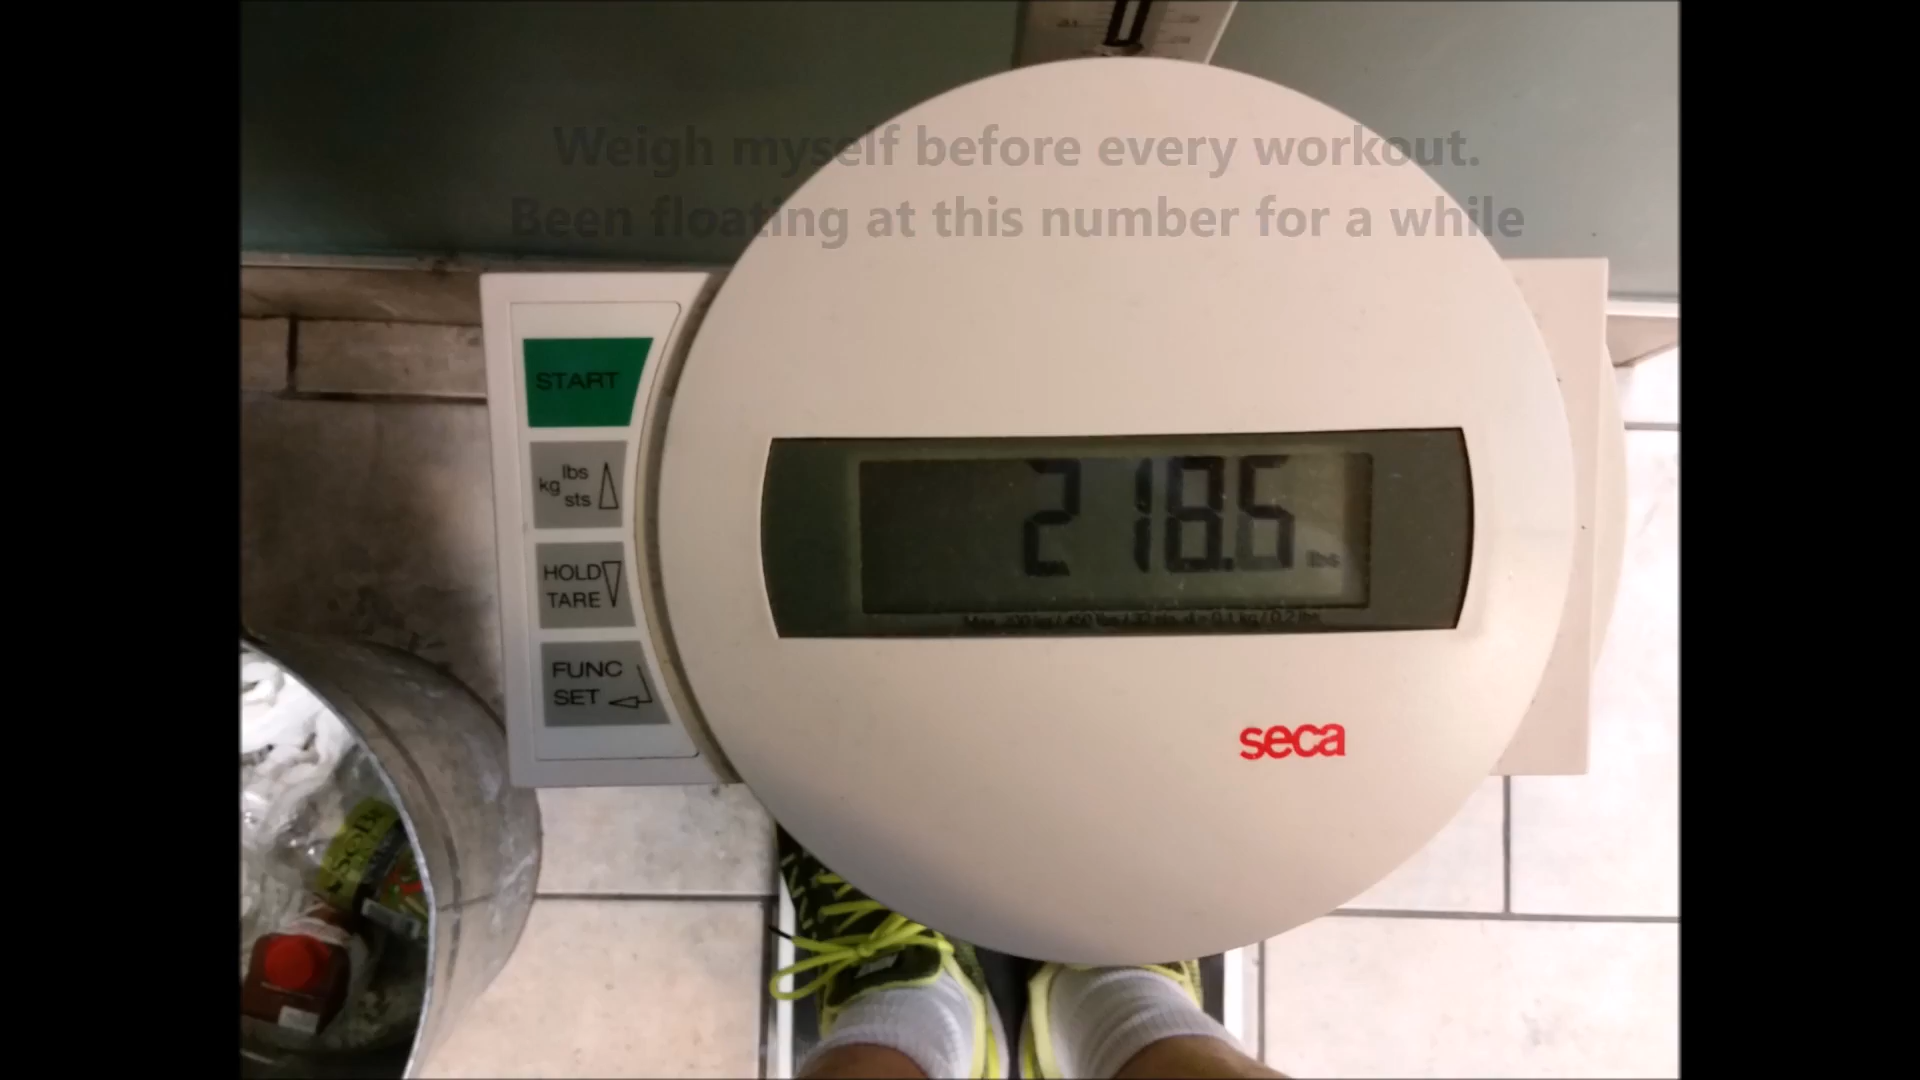 Weigh myself before every workout.
Been floating at this number for a while
START
kg lbs
sts
HOLD
TARE
FUNC
SET
218.6
lbs
seca